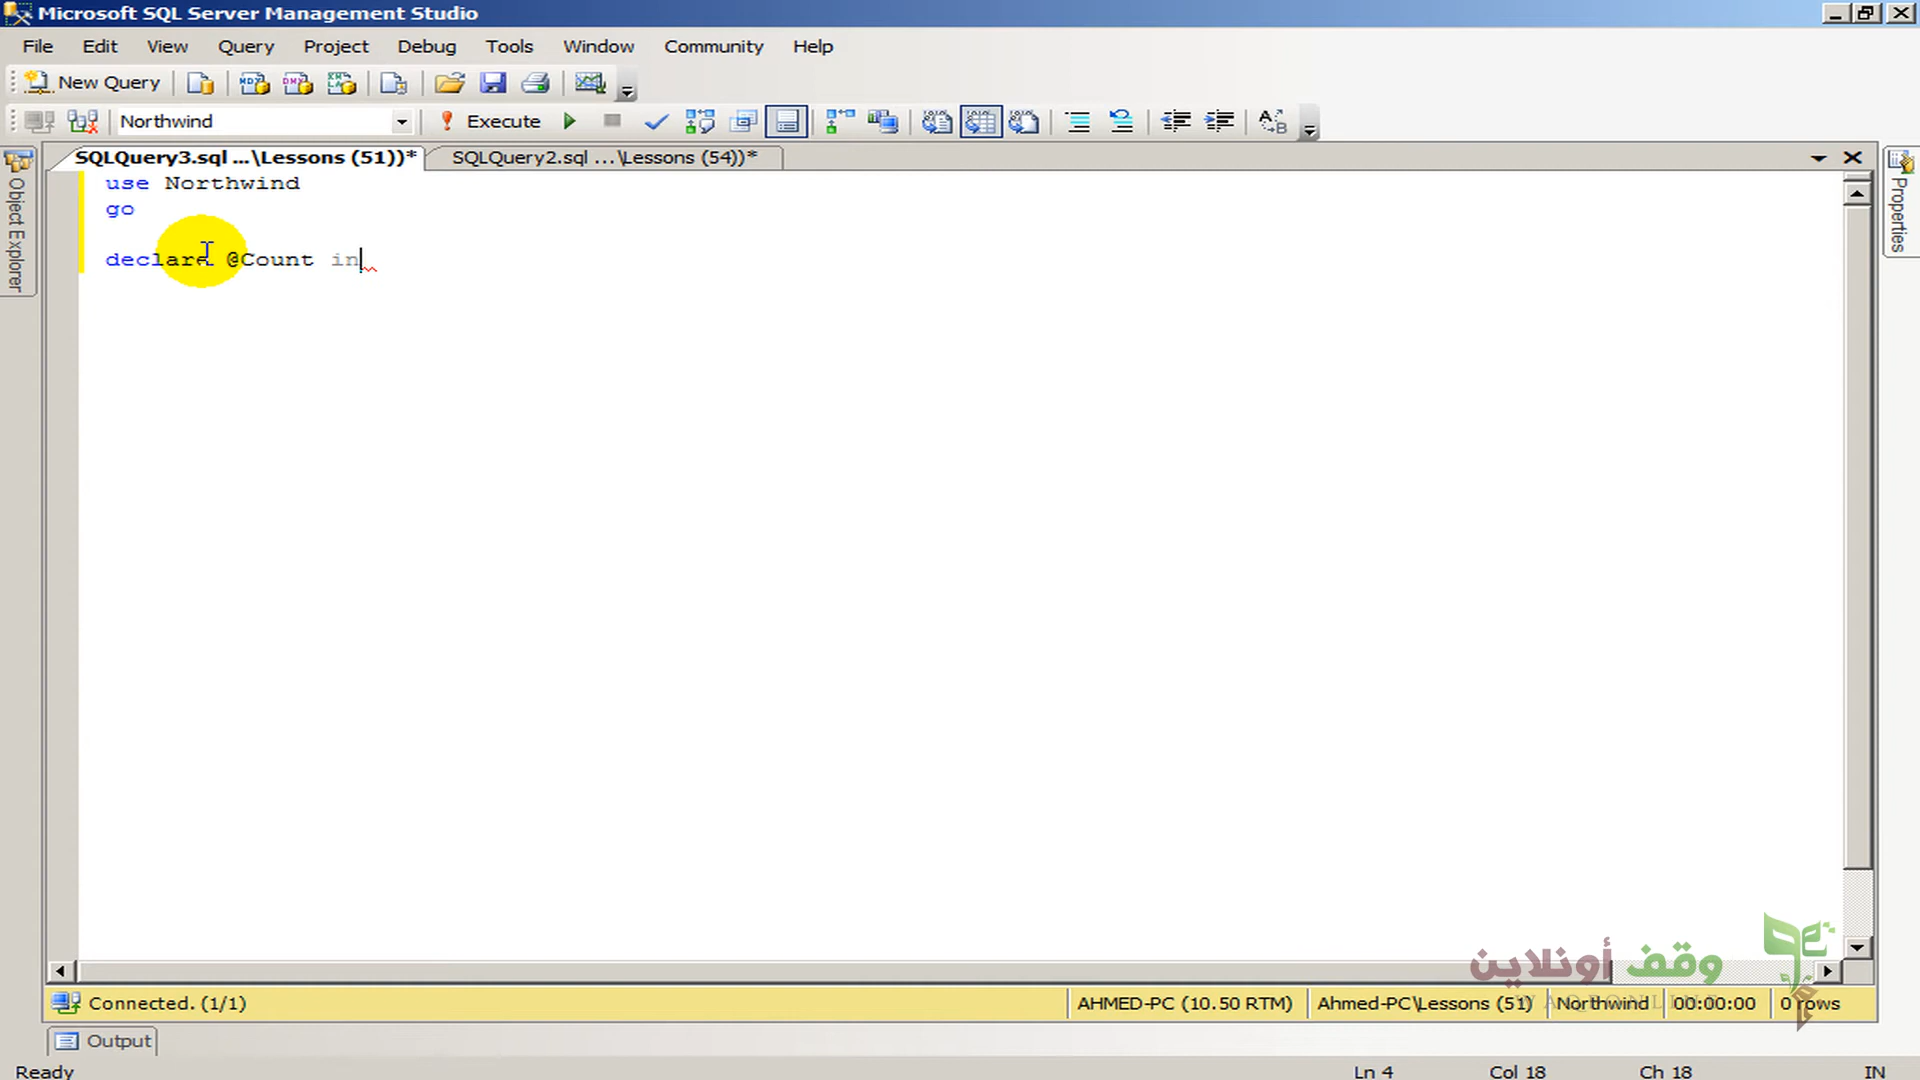 Microsoft SQL Server Management Studio
File Edit View Query Project Debug Tools Window Community Help
New Query
Northwind Execute
SQLQuery3.sql ...\Lessons (51))* SQLQuery2.sql ...\Lessons (54))*
Object Explorer
Properties
use Northwind
go
declare @Count in
وقف أونلاين
Connected. (1/1) AHMED-PC (10.50 RTM) Ahmed-PC\Lessons (51) Northwind 00:00:00 0 rows
Output
Ready Ln 4 Col 18 Ch 18 IN